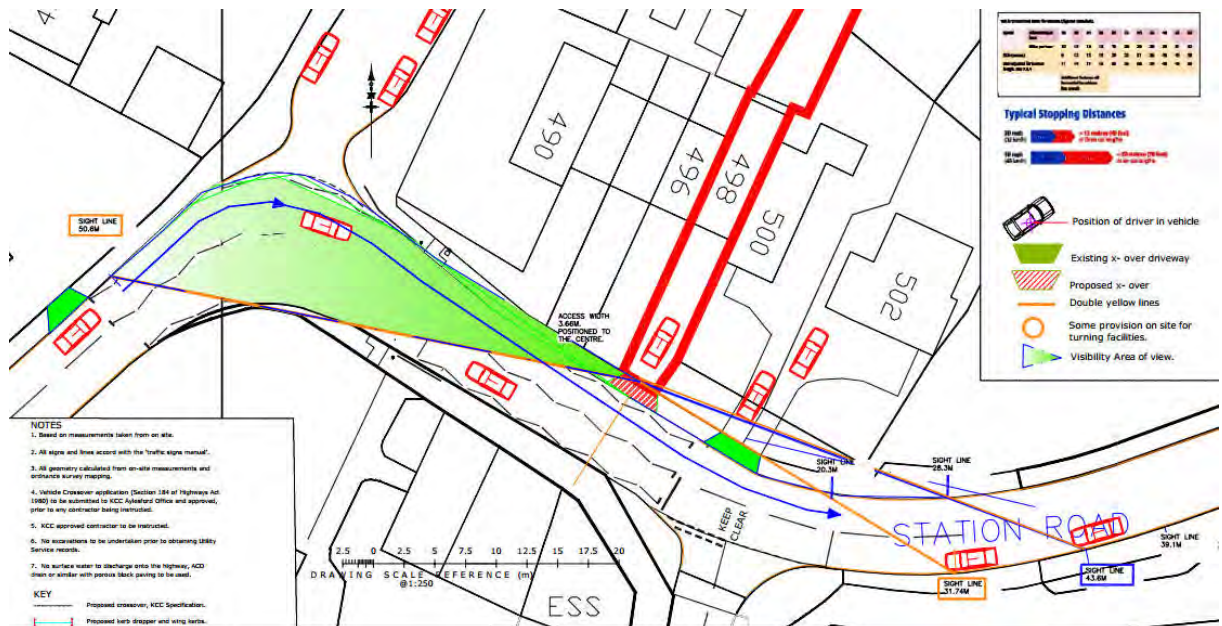 490
496
498
500
502
SIGHT LINE
50.6M
ACCESS WIDTH
3.66M.
POSITIONED TO
THE CENTRE.
SIGHT LINE
20.3M
SIGHT LINE
28.3M
KEEP
CLEAR
STATION ROAD
SIGHT LINE
39.1M
SIGHT LINE
43.6M
SIGHT LINE
31.74M
2.5 0 2.5 5 7.5 10 12.5 15 17.5 20
DRAWING SCALE REFERENCE (m)
@1:250
ESS
Typical Stopping Distances
Position of driver in vehicle
Existing x- over driveway
Proposed x- over
Double yellow lines
Some provision on site for
turning facilities.
Visibility Area of view.
NOTES
1. Based on measurements taken from on site.
2. All signs and lines accord with the 'traffic signs manual'.
3. All geometry calculated from on-site measurements and
ordnance survey mapping.
4. Vehicle Crossover application (Section 184 of Highways Act
1980) to be submitted to KCC Aylesford Office and approved,
prior to any contractor being instructed.
5. KCC approved contractor to be instructed.
6. No excavations to be undertaken prior to obtaining Utility
Service records.
7. No surface water to discharge onto the highway, ACO
drain or similar with porous block paving to be used.
KEY
Proposed crossover, KCC Specification.
Proposed kerb dropper and wing kerbs.